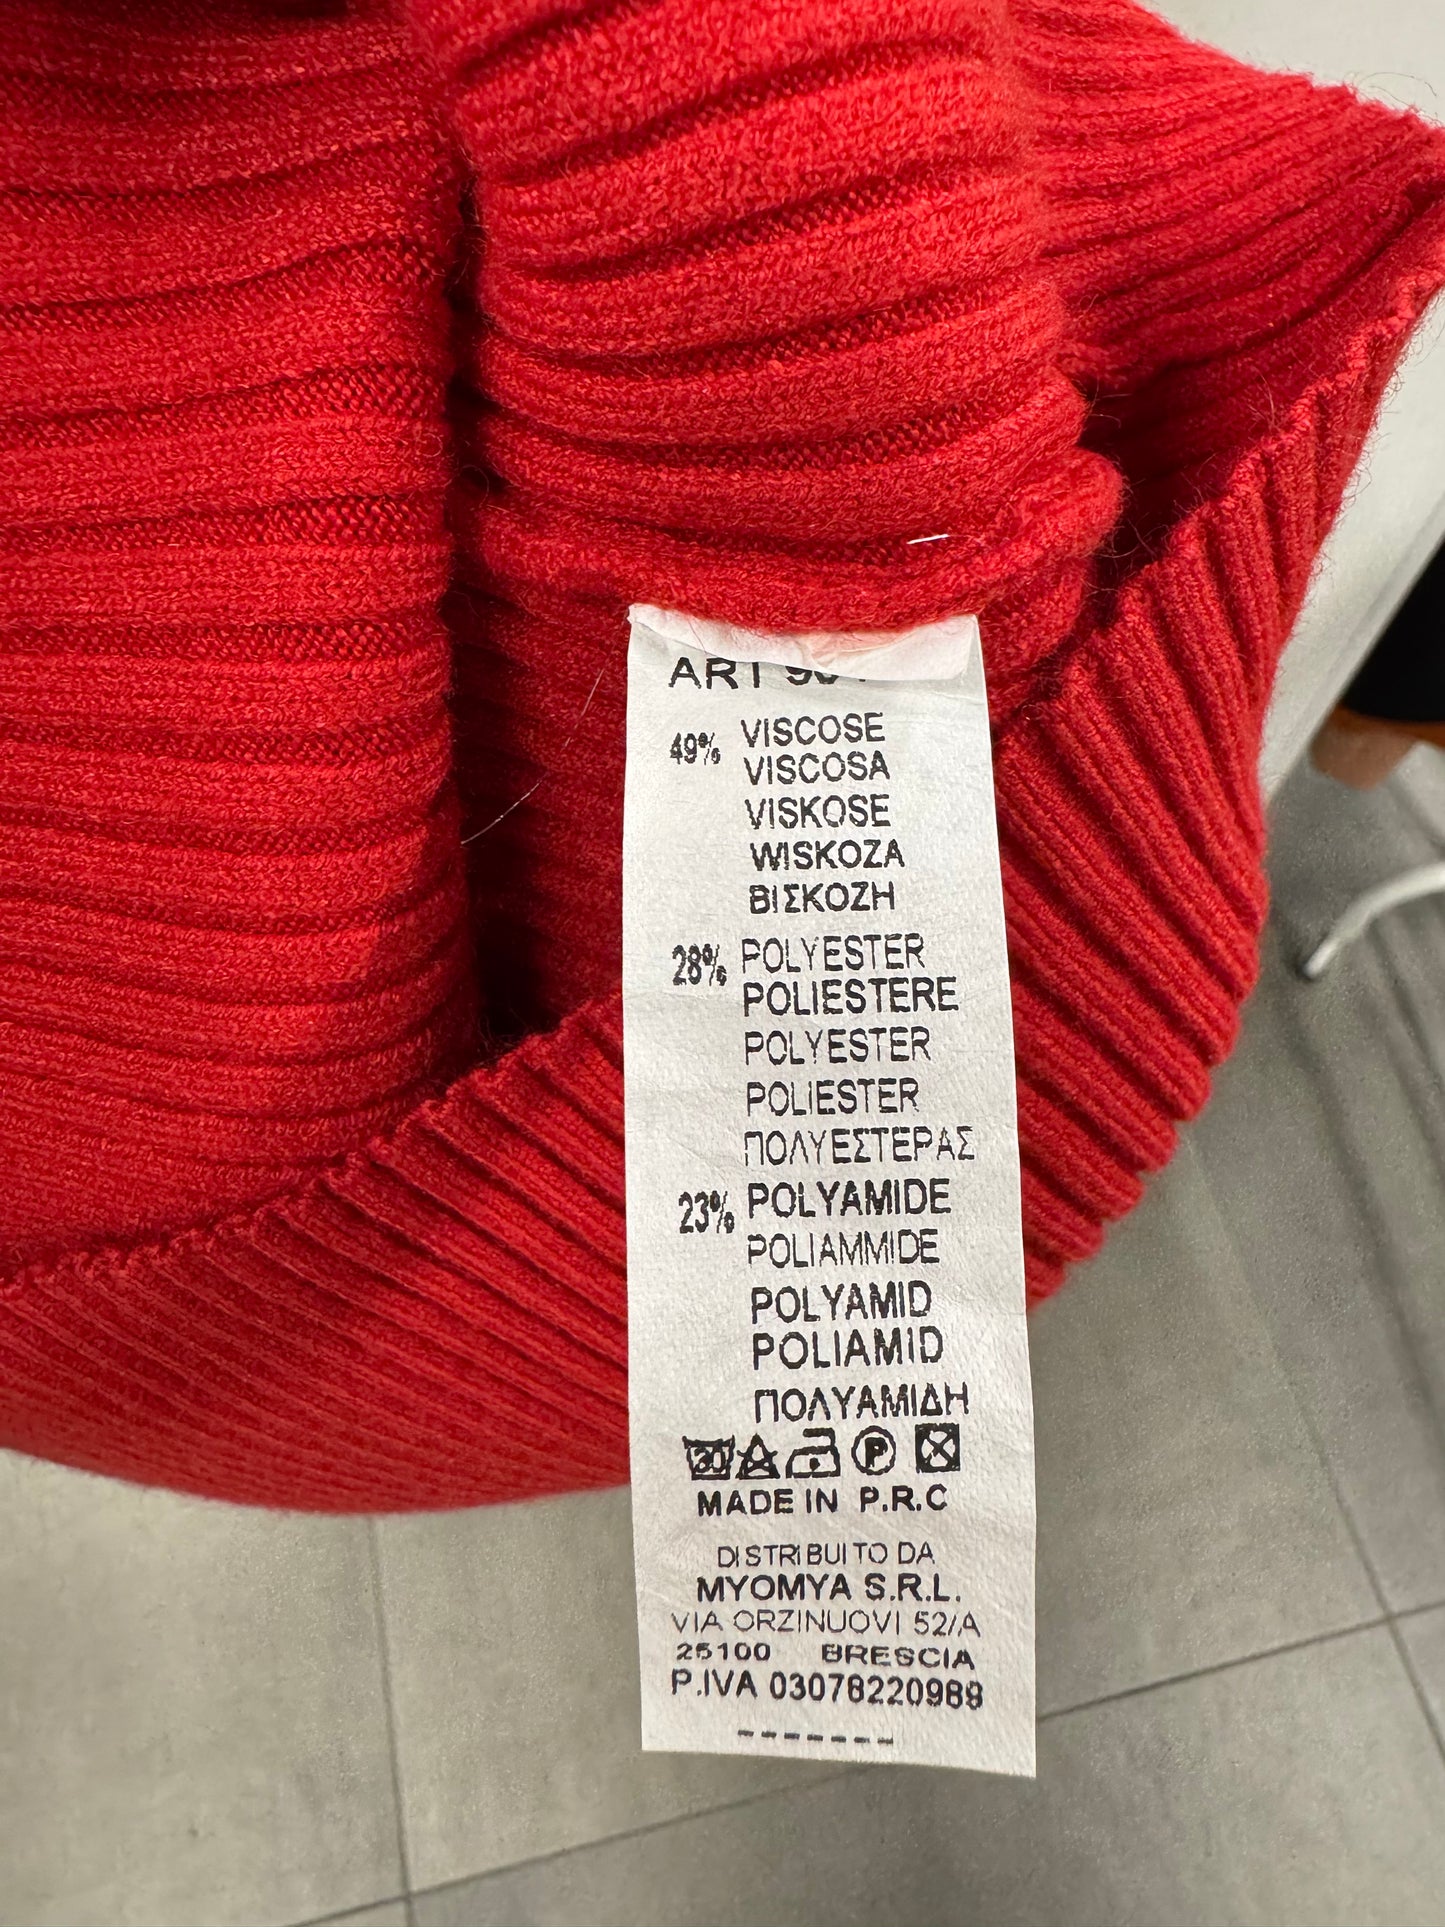 ART
49% VISCOSE
VISCOSA
VISKOSE
WISKOZA
ΒΙΣΚΟΖΗ
28% POLYESTER
POLIESTERE
POLYESTER
POLIESTER
ΠΟΛΥΕΣΤΕΡΑΣ
23% POLYAMIDE
POLIAMMIDE
POLYAMID
POLIAMID
ΠΟΛΥΑΜΙΔΗ
30 P
MADE IN P.R.C
DISTRIBUITO DA
MYOMYA S.R.L.
VIA ORZINUOVI 52/A
25100 BRESCIA
P.IVA 03078220989
-------